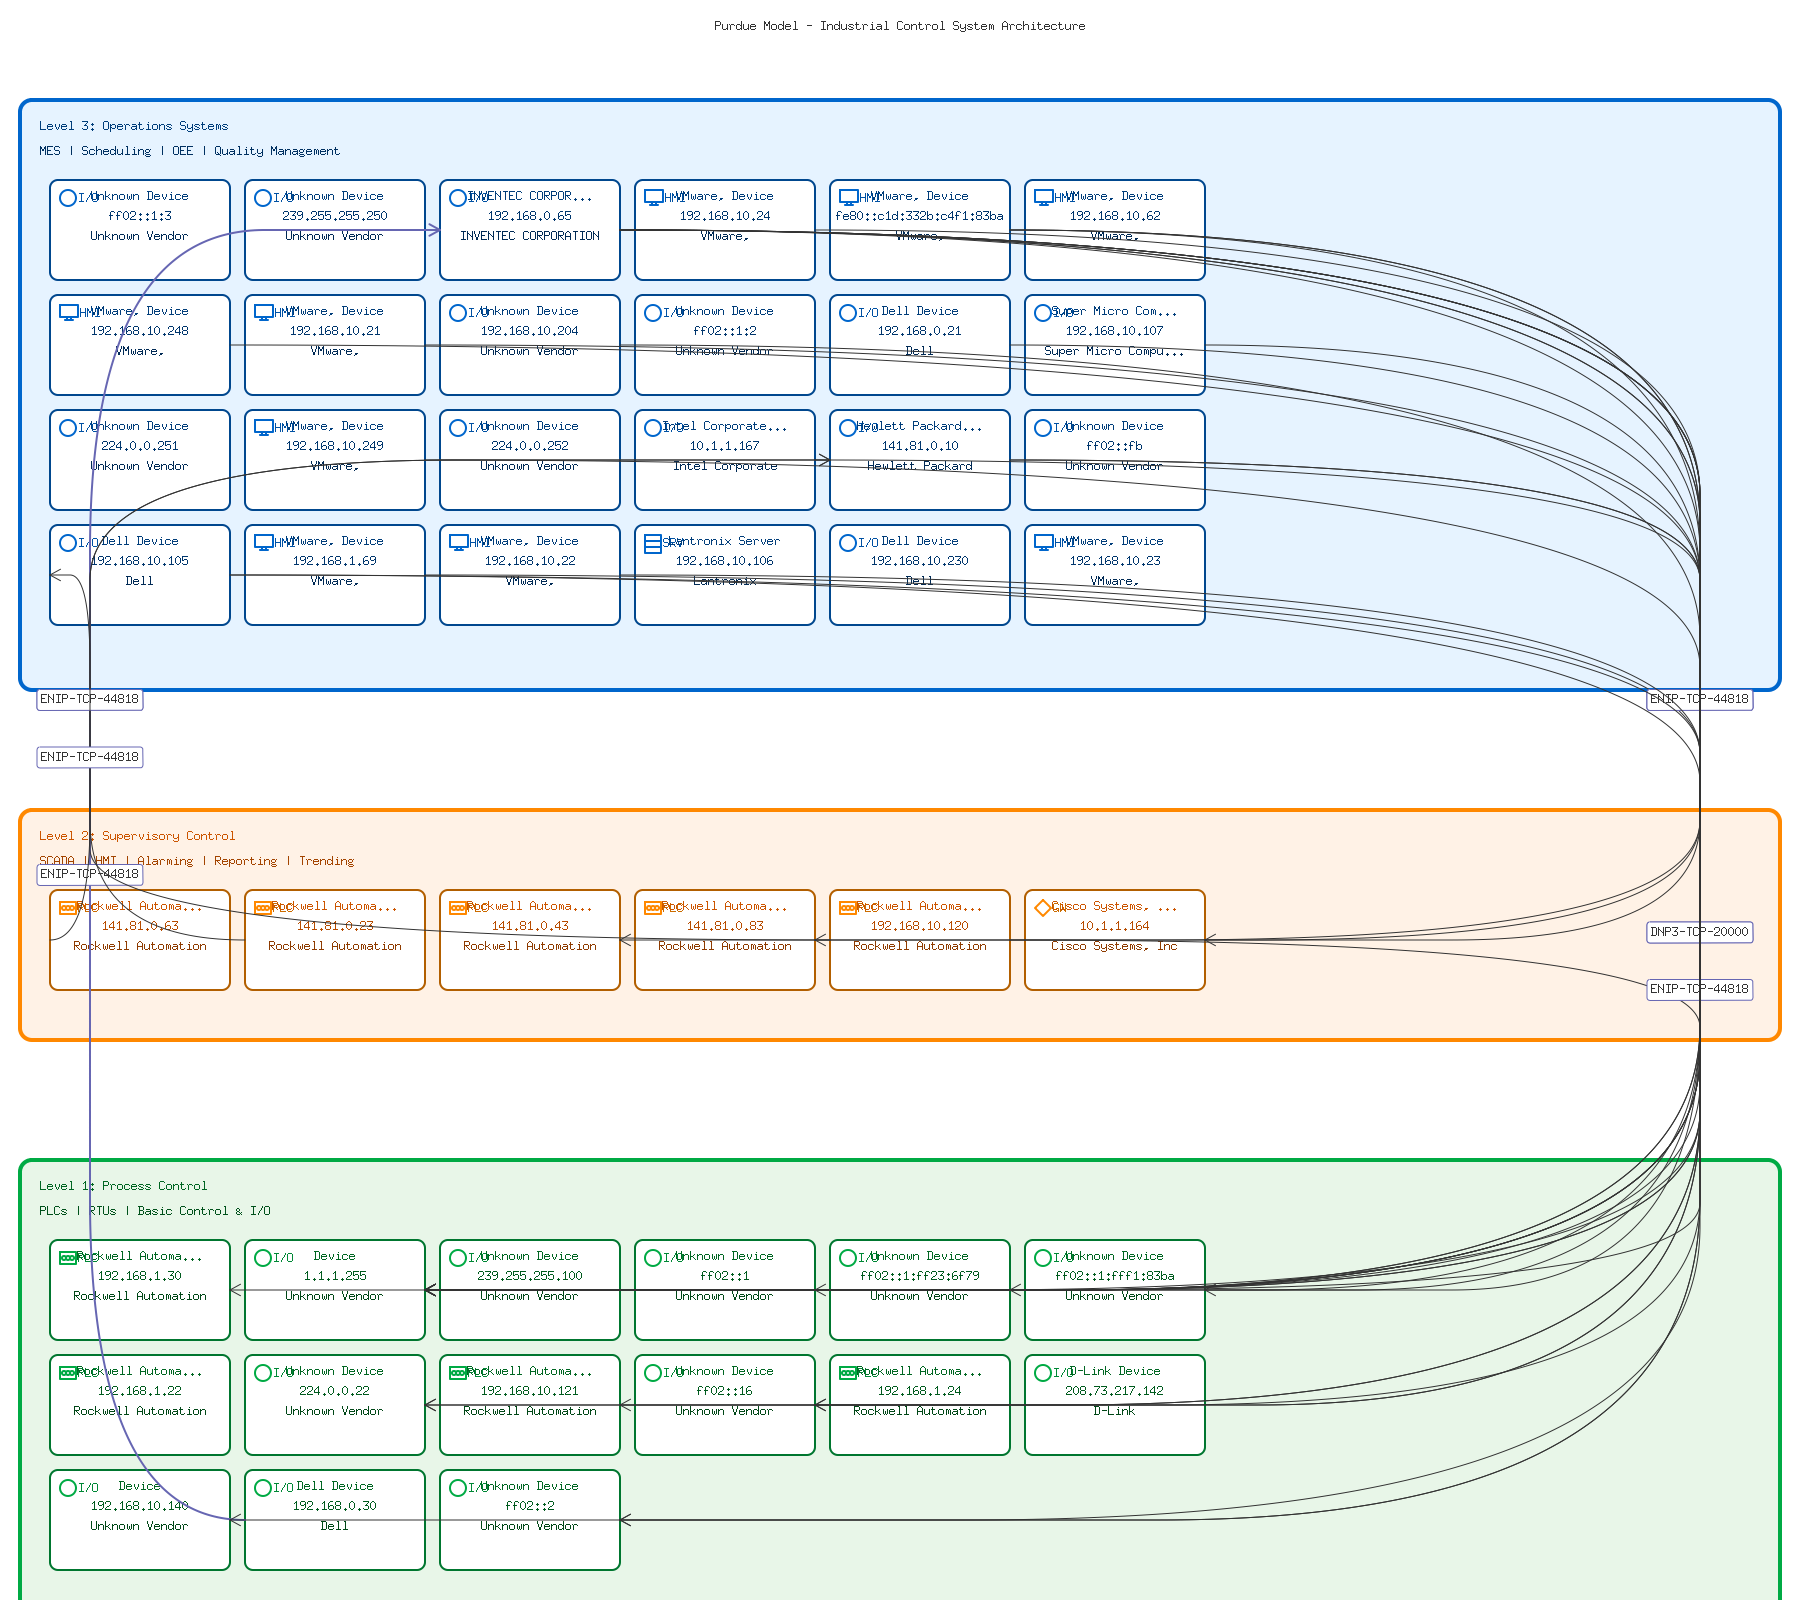 Purdue Model - Industrial Control System Architecture
Level 3: Operations Systems
MES | Scheduling | OEE | Quality Management
I/O Unknown Device
ff02::1:3
Unknown Vendor
I/O Unknown Device
239.255.255.250
Unknown Vendor
I/O INVENTEC CORPOR...
192.168.0.65
INVENTEC CORPORATION
HMI VMware, Device
192.168.10.24
VMware,
HMI VMware, Device
fe80::c1d:332b:c4f1:83ba
VMware,
HMI VMware, Device
192.168.10.62
VMware,
HMI VMware, Device
192.168.10.248
VMware,
HMI VMware, Device
192.168.10.21
VMware,
I/O Unknown Device
192.168.10.204
Unknown Vendor
I/O Unknown Device
ff02::1:2
Unknown Vendor
I/O Dell Device
192.168.0.21
Dell
I/O Super Micro Com...
192.168.10.107
Super Micro Compu...
I/O Unknown Device
224.0.0.251
Unknown Vendor
HMI VMware, Device
192.168.10.249
VMware,
I/O Unknown Device
224.0.0.252
Unknown Vendor
I/O Intel Corporate...
10.1.1.167
Intel Corporate
I/O Hewlett Packard...
141.81.0.10
Hewlett Packard
I/O Unknown Device
ff02::fb
Unknown Vendor
I/O Dell Device
192.168.10.105
Dell
HMI VMware, Device
192.168.1.69
VMware,
HMI VMware, Device
192.168.10.22
VMware,
SRV Lantronix Server
192.168.10.106
Lantronix
I/O Dell Device
192.168.10.230
Dell
HMI VMware, Device
192.168.10.23
VMware,
ENIP-TCP-44818
ENIP-TCP-44818
ENIP-TCP-44818
Level 2: Supervisory Control
SCADA | HMI | Alarming | Reporting | Trending
ENIP-TCP-44818
PLC Rockwell Automa...
141.81.0.63
Rockwell Automation
PLC Rockwell Automa...
141.81.0.23
Rockwell Automation
PLC Rockwell Automa...
141.81.0.43
Rockwell Automation
PLC Rockwell Automa...
141.81.0.83
Rockwell Automation
PLC Rockwell Automa...
192.168.10.120
Rockwell Automation
GW Cisco Systems, ...
10.1.1.164
Cisco Systems, Inc
DNP3-TCP-20000
ENIP-TCP-44818
Level 1: Process Control
PLCs | RTUs | Basic Control & I/O
PLC Rockwell Automa...
192.168.1.30
Rockwell Automation
I/O Device
1.1.1.255
Unknown Vendor
I/O Unknown Device
239.255.255.100
Unknown Vendor
I/O Unknown Device
ff02::1
Unknown Vendor
I/O Unknown Device
ff02::1:ff23:6f79
Unknown Vendor
I/O Unknown Device
ff02::1:fff1:83ba
Unknown Vendor
PLC Rockwell Automa...
192.168.1.22
Rockwell Automation
I/O Unknown Device
224.0.0.22
Unknown Vendor
PLC Rockwell Automa...
192.168.10.121
Rockwell Automation
I/O Unknown Device
ff02::16
Unknown Vendor
PLC Rockwell Automa...
192.168.1.24
Rockwell Automation
I/O D-Link Device
208.73.217.142
D-Link
I/O Device
192.168.10.140
Unknown Vendor
I/O Dell Device
192.168.0.30
Dell
I/O Unknown Device
ff02::2
Unknown Vendor